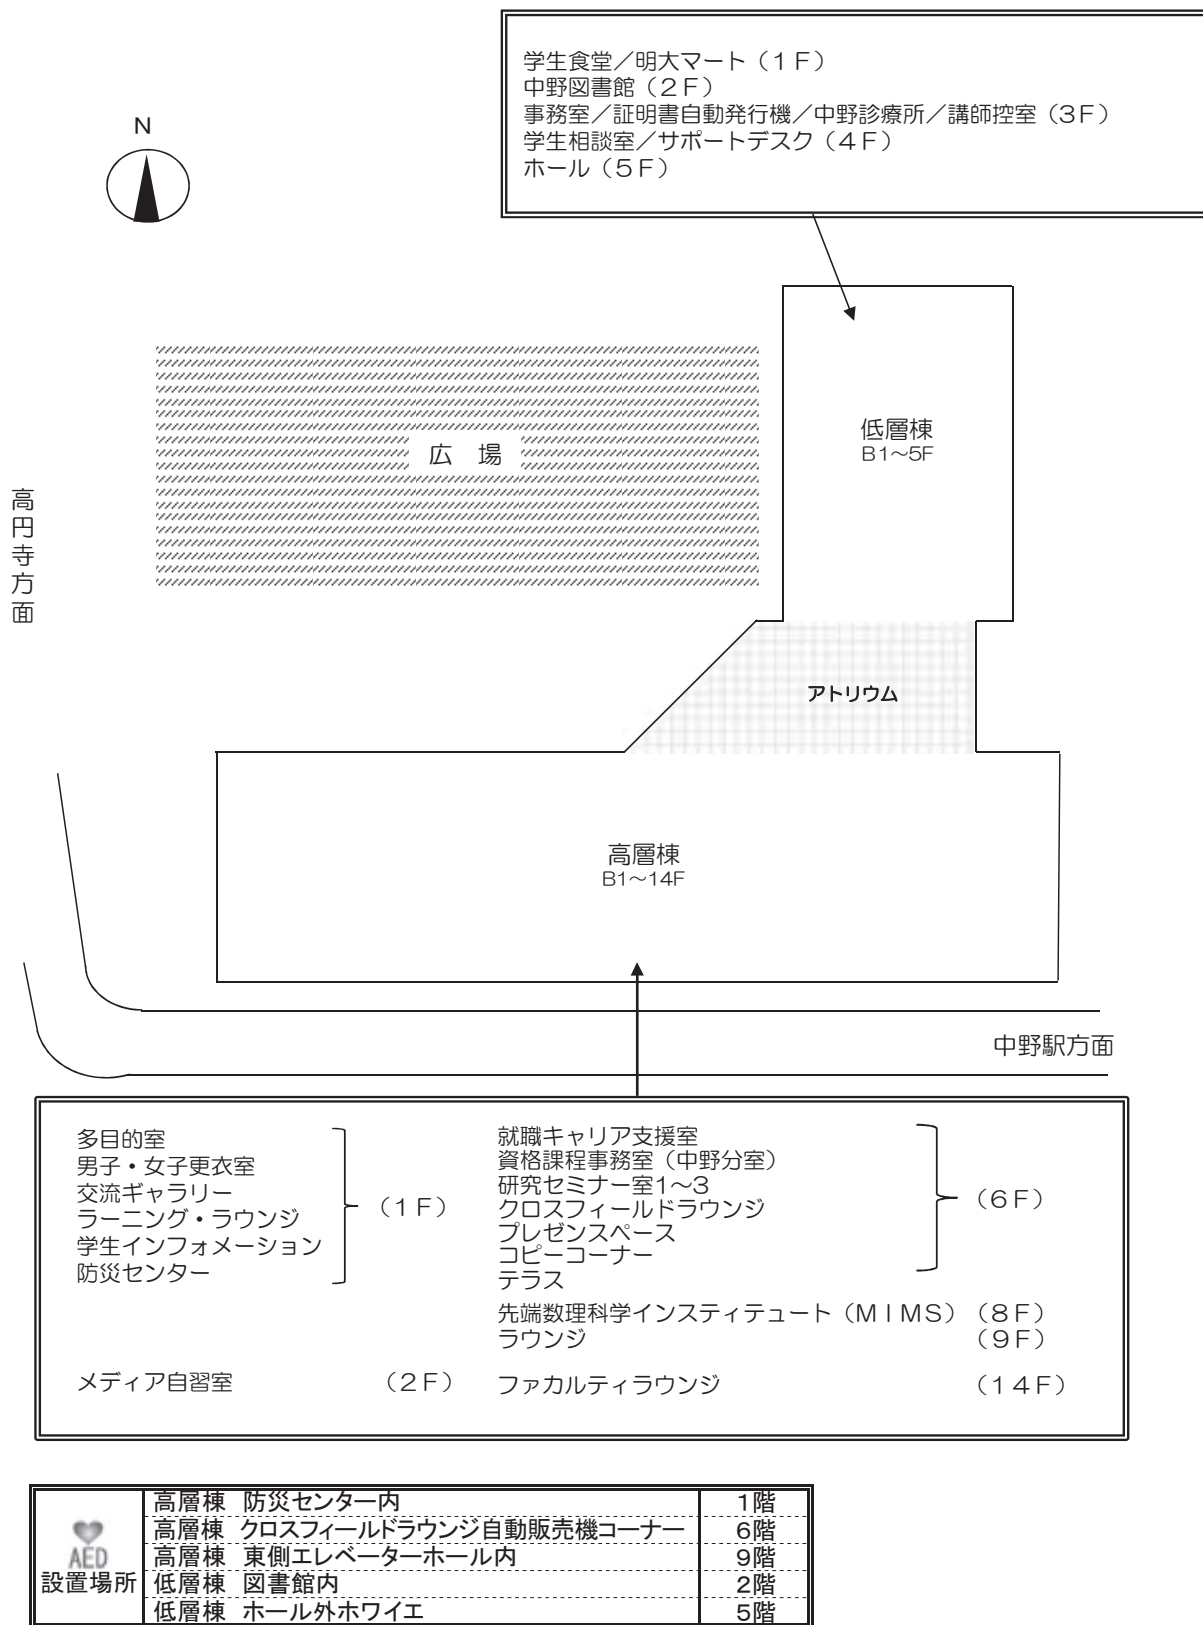 学生食堂／明大マート（１Ｆ）
中野図書館（２Ｆ）
事務室／証明書自動発行機／中野診療所／講師控室（３Ｆ）
学生相談室／サポートデスク（４Ｆ）
ホール（５Ｆ）
N
低層棟
B1～5F
広　場
高円寺方面
アトリウム
高層棟
B1～14F
中野駅方面
多目的室
男子・女子更衣室
交流ギャラリー
ラーニング・ラウンジ
学生インフォメーション
防災センター
（１Ｆ）
メディア自習室　（２Ｆ）
就職キャリア支援室
資格課程事務室（中野分室）
研究セミナー室1～3
クロスフィールドラウンジ
プレゼンスペース
コピーコーナー
テラス
（６Ｆ）
先端数理科学インスティテュート（ＭＩＭＳ）（８Ｆ）
ラウンジ　（９Ｆ）
ファカルティラウンジ　（１４Ｆ）
AED
設置場所
高層棟　防災センター内　1階
高層棟　クロスフィールドラウンジ自動販売機コーナー　6階
高層棟　東側エレベーターホール内　9階
低層棟　図書館内　2階
低層棟　ホール外ホワイエ　5階